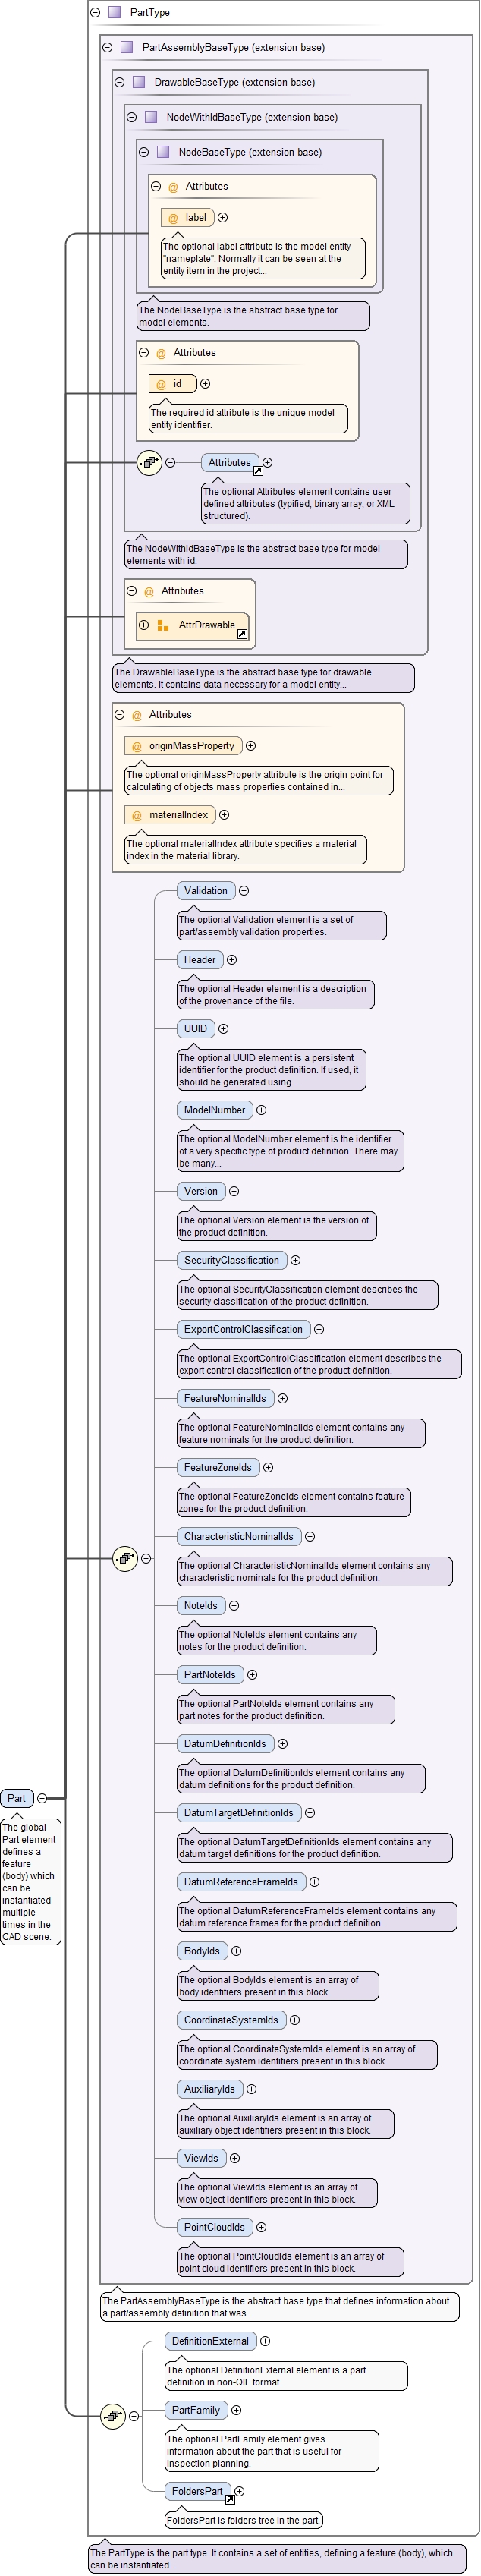 PartType
PartAssemblyBaseType (extension base)
DrawableBaseType (extension base)
NodeWithIdBaseType (extension base)
NodeBaseType (extension base)
@ Attributes
@ label
The optional label attribute is the model entity
"nameplate". Normally it can be seen at the
entity item in the project...
The NodeBaseType is the abstract base type for
model elements.
@ Attributes
@ id
The required id attribute is the unique model
entity identifier.
Attributes
The optional Attributes element contains user
defined attributes (typified, binary array, or XML
structured).
The NodeWithIdBaseType is the abstract base type for model
elements with id.
@ Attributes
AttrDrawable
The DrawableBaseType is the abstract base type for drawable
elements. It contains data necessary for a model entity...
@ Attributes
@ originMassProperty
The optional originMassProperty attribute is the origin point for
calculating of objects mass properties contained in...
@ materialIndex
The optional materialIndex attribute specifies a material
index in the material library.
Validation
The optional Validation element is a set of
part/assembly validation properties.
Header
The optional Header element is a description
of the provenance of the file.
UUID
The optional UUID element is a persistent
identifier for the product definition. If used, it
should be generated using...
ModelNumber
The optional ModelNumber element is the identifier
of a very specific type of product definition. There may
be many...
Version
The optional Version element is the version of
the product definition.
SecurityClassification
The optional SecurityClassification element describes the
security classification of the product definition.
ExportControlClassification
The optional ExportControlClassification element describes the
export control classification of the product definition.
FeatureNominalIds
The optional FeatureNominalIds element contains any
feature nominals for the product definition.
FeatureZoneIds
The optional FeatureZoneIds element contains feature
zones for the product definition.
CharacteristicNominalIds
The optional CharacteristicNominalIds element contains any
characteristic nominals for the product definition.
NoteIds
The optional NoteIds element contains any
notes for the product definition.
PartNoteIds
The optional PartNoteIds element contains any
part notes for the product definition.
DatumDefinitionIds
The optional DatumDefinitionIds element contains any
datum definitions for the product definition.
DatumTargetDefinitionIds
The optional DatumTargetDefinitionIds element contains any
datum target definitions for the product definition.
DatumReferenceFrameIds
The optional DatumReferenceFrameIds element contains any
datum reference frames for the product definition.
BodyIds
The optional BodyIds element is an array of
body identifiers present in this block.
CoordinateSystemIds
The optional CoordinateSystemIds element is an array of
coordinate system identifiers present in this block.
AuxiliaryIds
The optional AuxiliaryIds element is an array of
auxiliary object identifiers present in this block.
ViewIds
The optional ViewIds element is an array of
view object identifiers present in this block.
PointCloudIds
The optional PointCloudIds element is an array of
point cloud identifiers present in this block.
The PartAssemblyBaseType is the abstract base type that defines information about
a part/assembly definition that was...
Part
The global
Part element
defines a
feature
(body) which
can be
instantiated
multiple
times in the
CAD scene.
DefinitionExternal
The optional DefinitionExternal element is a part
definition in non-QIF format.
PartFamily
The optional PartFamily element gives
information about the part that is useful for
inspection planning.
FoldersPart
FoldersPart is folders tree in the part.
The PartType is the part type. It contains a set of entities, defining a feature (body), which
can be instantiated...